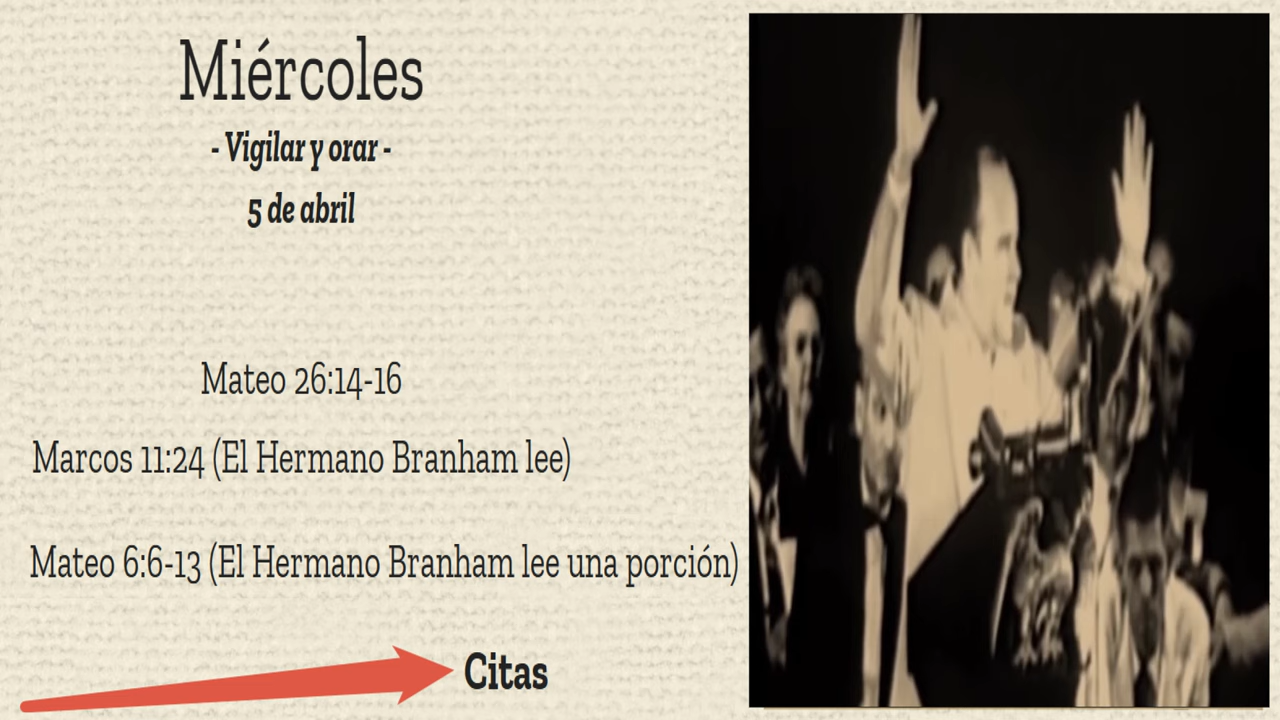 Miércoles
- Vigilar y orar -
5 de abril
Mateo 26:14-16
Marcos 11:24 (El Hermano Branham lee)
Mateo 6:6-13 (El Hermano Branham lee una porción)
Citas